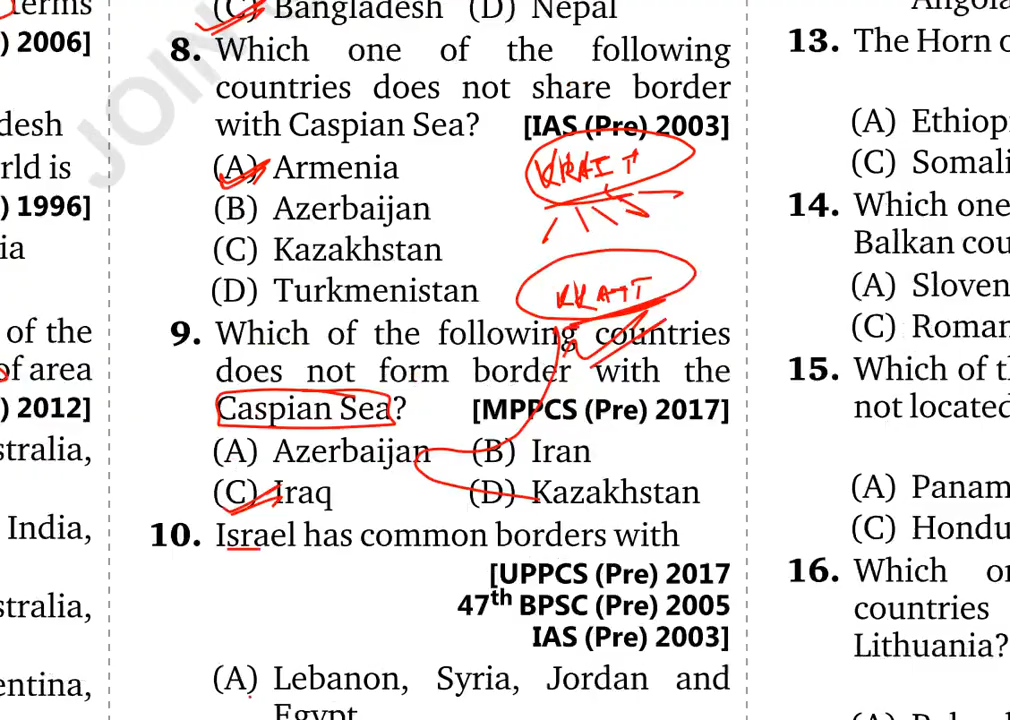 terms
) 2006]
desh
rld is
) 1996]
ia
of the
of area
) 2012]
stralia,
India,
stralia,
entina,
JOIN
(C) Bangladesh (D) Nepal
8. Which one of the following
countries does not share border
with Caspian Sea? [IAS (Pre) 2003]
(A) Armenia
(B) Azerbaijan
(C) Kazakhstan
(D) Turkmenistan
KRAIT
9. Which of the following countries
does not form border with the
Caspian Sea? [MPPCS (Pre) 2017]
(A) Azerbaijan (B) Iran
(C) Iraq (D) Kazakhstan
10. Israel has common borders with
[UPPCS (Pre) 2017
47th BPSC (Pre) 2005
IAS (Pre) 2003]
(A) Lebanon, Syria, Jordan and
Egypt
Angola
13. The Horn o
(A) Ethiop
(C) Somali
14. Which one
Balkan cou
(A) Sloven
(C) Roman
15. Which of t
not located
(A) Panam
(C) Hondu
16. Which or
countries
Lithuania?
(A)